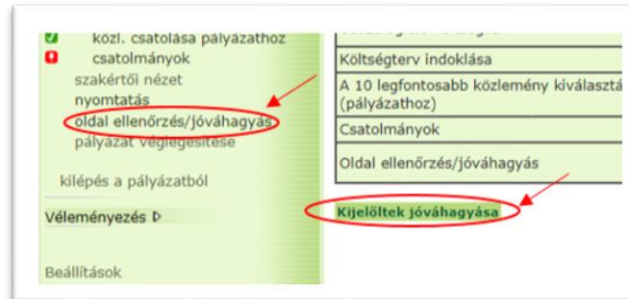 közl. csatolása pályázathoz
csatolmányok
szakértői nézet
nyomtatás
oldal ellenőrzés/jóváhagyás
pályázat véglegesítése
kilépés a pályázatból
Véleményezés
Beállítások
Költségterv indoklása
A 10 legfontosabb közlemény kiválasztá
(pályázathoz)
Csatolmányok
Oldal ellenőrzés/jóváhagyás
Kijelöltek jóváhagyása